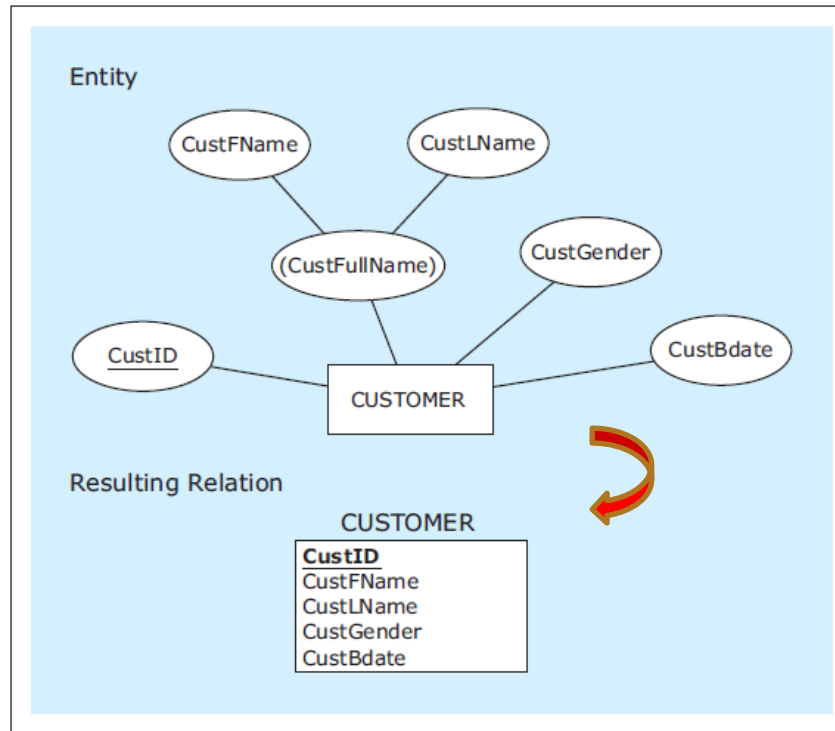 Entity
CustFName
CustLName
(CustFullName)
CustGender
CustID
CustBdate
CUSTOMER
Resulting Relation
CUSTOMER
CustID
CustFName
CustLName
CustGender
CustBdate